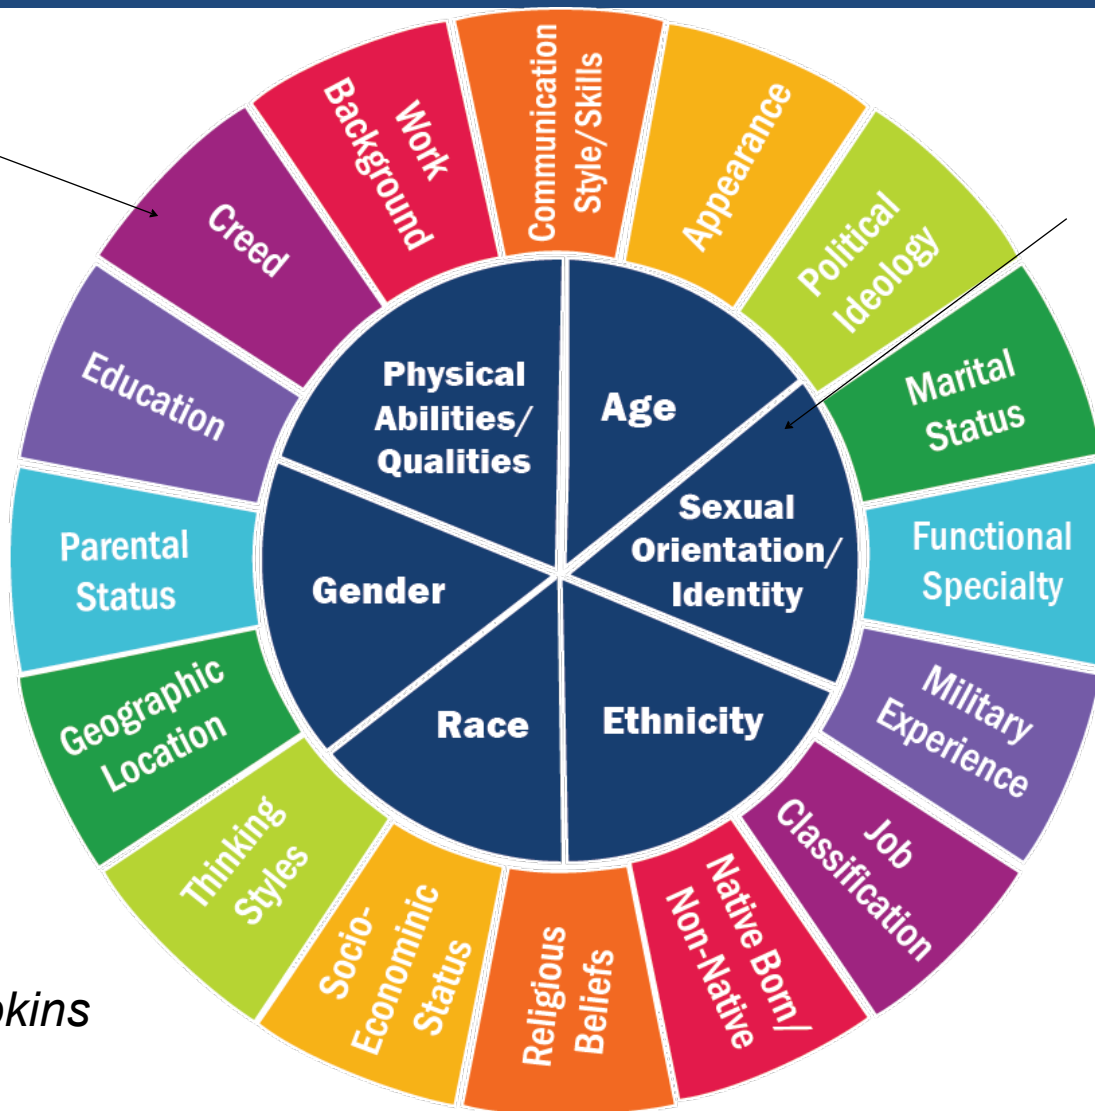 Communication
Style/Skills
Appearance
Political
Ideology
Marital
Status
Functional
Specialty
Military
Experience
Job
Classification
Native Born/
Non-Native
Religious
Beliefs
Socio-
Econominic
Status
Thinking
Styles
Geographic
Location
Parental
Status
Education
Creed
Work
Background
Physical
Abilities/
Qualities
Age
Sexual
Orientation/
Identity
Ethnicity
Race
Gender
pkins